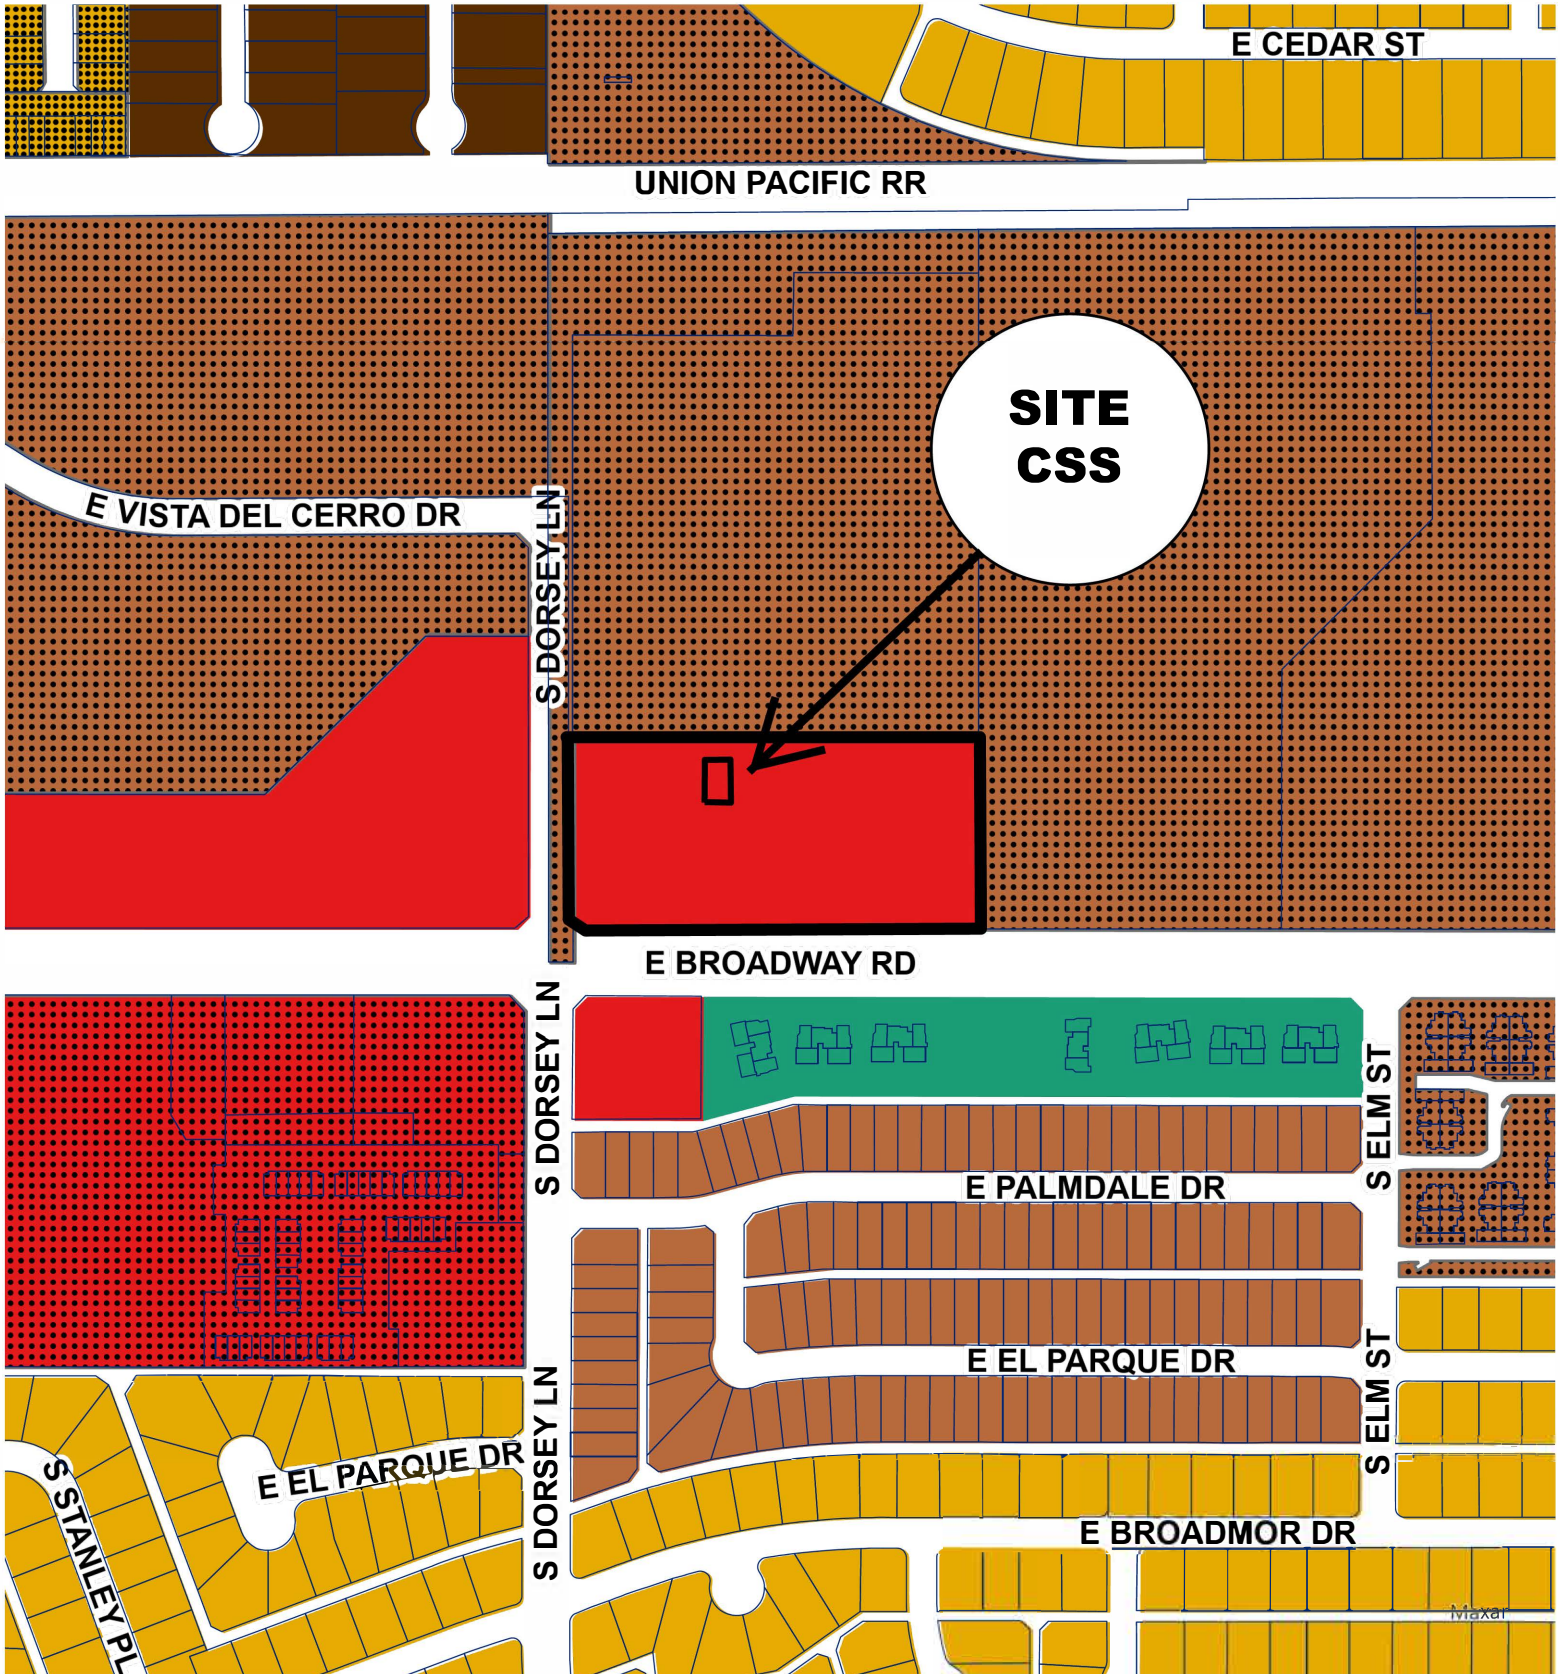 E CEDAR ST
UNION PACIFIC RR
SITE
CSS
E VISTA DEL CERRO DR
S DORSEY LN
E BROADWAY RD
S DORSEY LN
S ELM ST
E PALMDALE DR
E EL PARQUE DR
S ELM ST
S DORSEY LN
E EL PARQUE DR
S STANLEY PL
E BROADMOR DR
Maxar